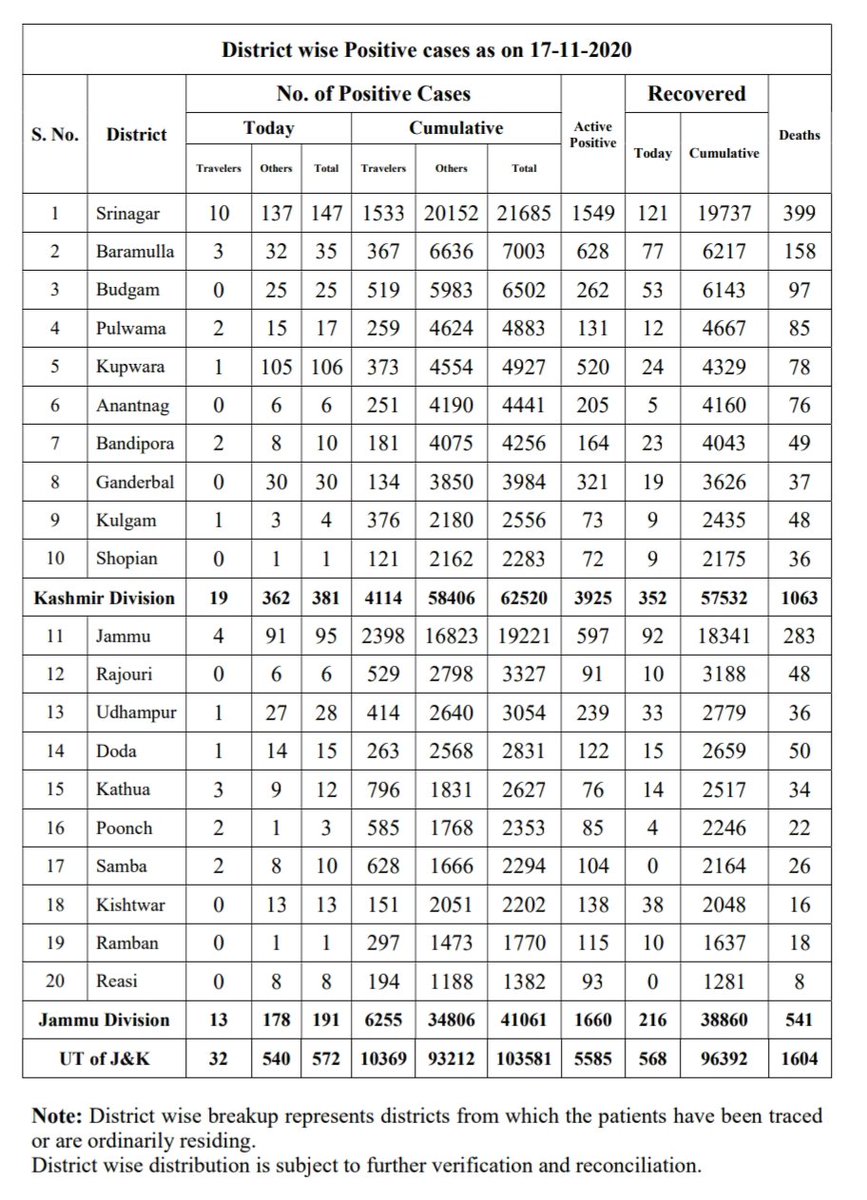 District wise Positive cases as on 17-11-2020
S. No. District No. of Positive Cases Active Positive Recovered Deaths
Today Cumulative Today Cumulative
Travelers Others Total Travelers Others Total
1 Srinagar 10 137 147 1533 20152 21685 1549 121 19737 399
2 Baramulla 3 32 35 367 6636 7003 628 77 6217 158
3 Budgam 0 25 25 519 5983 6502 262 53 6143 97
4 Pulwama 2 15 17 259 4624 4883 131 12 4667 85
5 Kupwara 1 105 106 373 4554 4927 520 24 4329 78
6 Anantnag 0 6 6 251 4190 4441 205 5 4160 76
7 Bandipora 2 8 10 181 4075 4256 164 23 4043 49
8 Ganderbal 0 30 30 134 3850 3984 321 19 3626 37
9 Kulgam 1 3 4 376 2180 2556 73 9 2435 48
10 Shopian 0 1 1 121 2162 2283 72 9 2175 36
Kashmir Division 19 362 381 4114 58406 62520 3925 352 57532 1063
11 Jammu 4 91 95 2398 16823 19221 597 92 18341 283
12 Rajouri 0 6 6 529 2798 3327 91 10 3188 48
13 Udhampur 1 27 28 414 2640 3054 239 33 2779 36
14 Doda 1 14 15 263 2568 2831 122 15 2659 50
15 Kathua 3 9 12 796 1831 2627 76 14 2517 34
16 Poonch 2 1 3 585 1768 2353 85 4 2246 22
17 Samba 2 8 10 628 1666 2294 104 0 2164 26
18 Kishtwar 0 13 13 151 2051 2202 138 38 2048 16
19 Ramban 0 1 1 297 1473 1770 115 10 1637 18
20 Reasi 0 8 8 194 1188 1382 93 0 1281 8
Jammu Division 13 178 191 6255 34806 41061 1660 216 38860 541
UT of J&K 32 540 572 10369 93212 103581 5585 568 96392 1604
Note: District wise breakup represents districts from which the patients have been traced
or are ordinarily residing.
District wise distribution is subject to further verification and reconciliation.